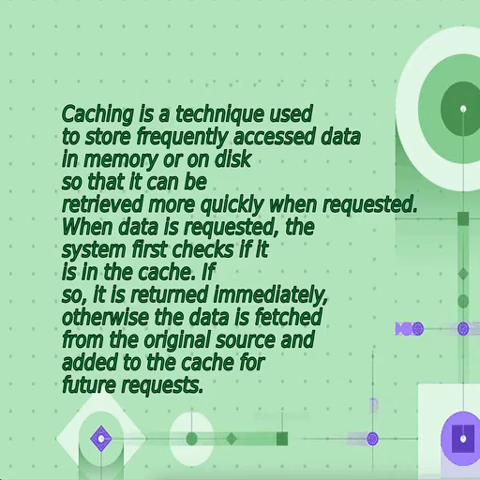 Caching is a technique used
to store frequently accessed data
in memory or on disk
so that it can be
retrieved more quickly when requested.
When data is requested, the
system first checks if it
is in the cache. If
so, it is returned immediately,
otherwise the data is fetched
from the original source and
added to the cache for
future requests.